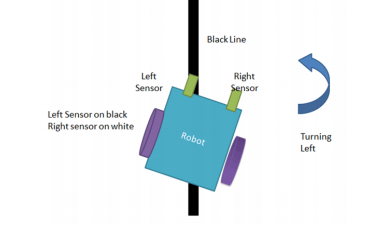 Black Line
Left
Sensor
Right
Sensor
Left Sensor on black
Right sensor on white
Robot
Turning
Left